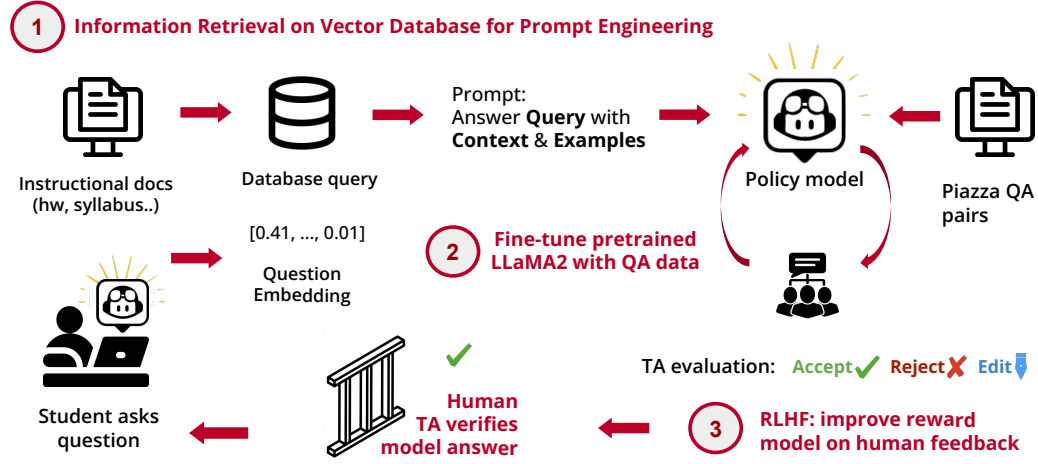 1 Information Retrieval on Vector Database for Prompt Engineering
Instructional docs
(hw, syllabus..)
Database query
Prompt:
Answer Query with
Context & Examples
Policy model
Piazza QA
pairs
[0.41, ..., 0.01]
Question
Embedding
2 Fine-tune pretrained
LLaMA2 with QA data
Student asks
question
Human
TA verifies
model answer
TA evaluation: Accept Reject Edit
3 RLHF: improve reward
model on human feedback